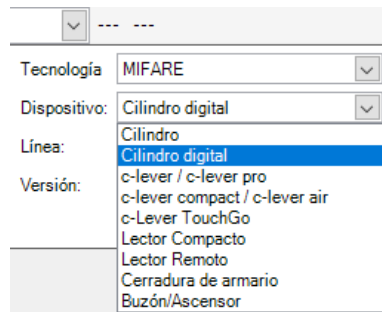 --- ---
Tecnología MIFARE
Dispositivo: Cilindro digital
Cilindro
Línea: Cilindro digital
c-lever / c-lever pro
Versión: c-lever compact / c-lever air
c-Lever TouchGo
Lector Compacto
Lector Remoto
Cerradura de armario
Buzón/Ascensor